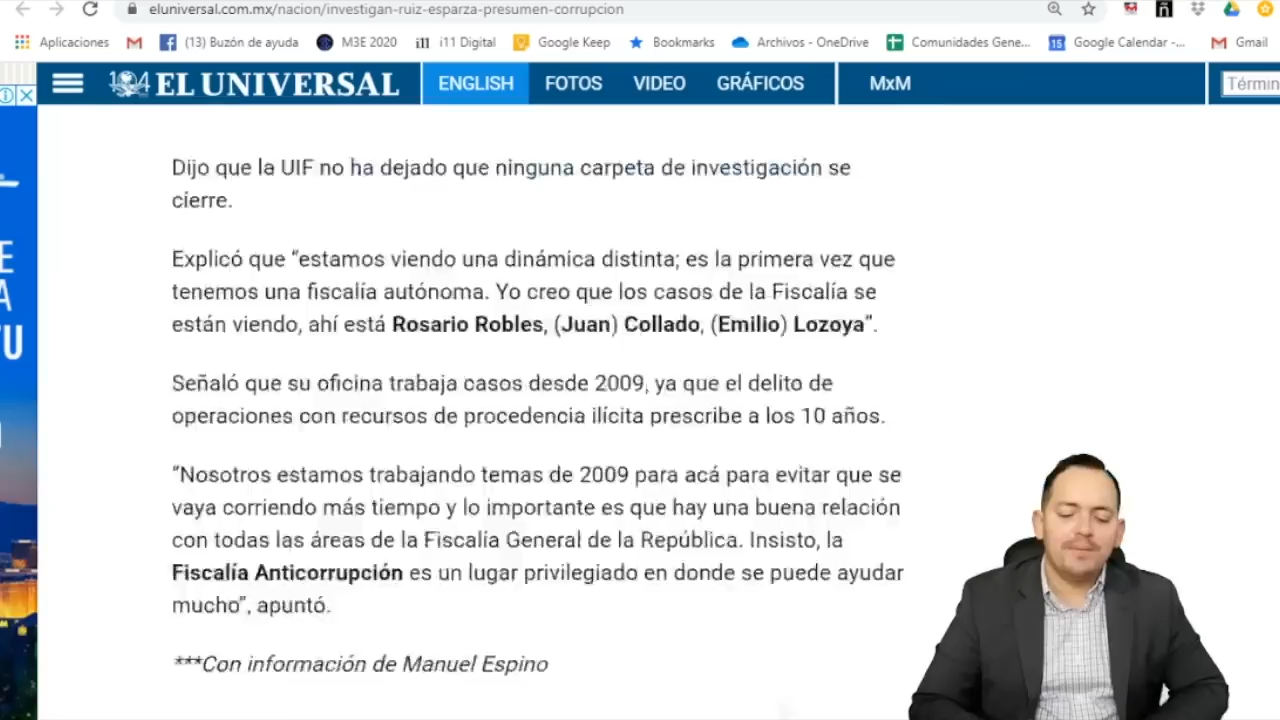 eluniversal.com.mx/nacion/investigan-ruiz-esparza-presumen-corrupcion
Aplicaciones (13) Buzón de ayuda M3E 2020 i11 Digital Google Keep Bookmarks Archivos - OneDrive Comunidades Gene... 15 Google Calendar -... Gmail
104 EL UNIVERSAL ENGLISH FOTOS VIDEO GRÁFICOS MxM Términ
Dijo que la UIF no ha dejado que ninguna carpeta de investigación se
cierre.
Explicó que “estamos viendo una dinámica distinta; es la primera vez que
tenemos una fiscalía autónoma. Yo creo que los casos de la Fiscalía se
están viendo, ahí está Rosario Robles, (Juan) Collado, (Emilio) Lozoya”.
Señaló que su oficina trabaja casos desde 2009, ya que el delito de
operaciones con recursos de procedencia ilícita prescribe a los 10 años.
“Nosotros estamos trabajando temas de 2009 para acá para evitar que se
vaya corriendo más tiempo y lo importante es que hay una buena relación
con todas las áreas de la Fiscalía General de la República. Insisto, la
Fiscalía Anticorrupción es un lugar privilegiado en donde se puede ayudar
mucho”, apuntó.
***Con información de Manuel Espino
E
A
TU